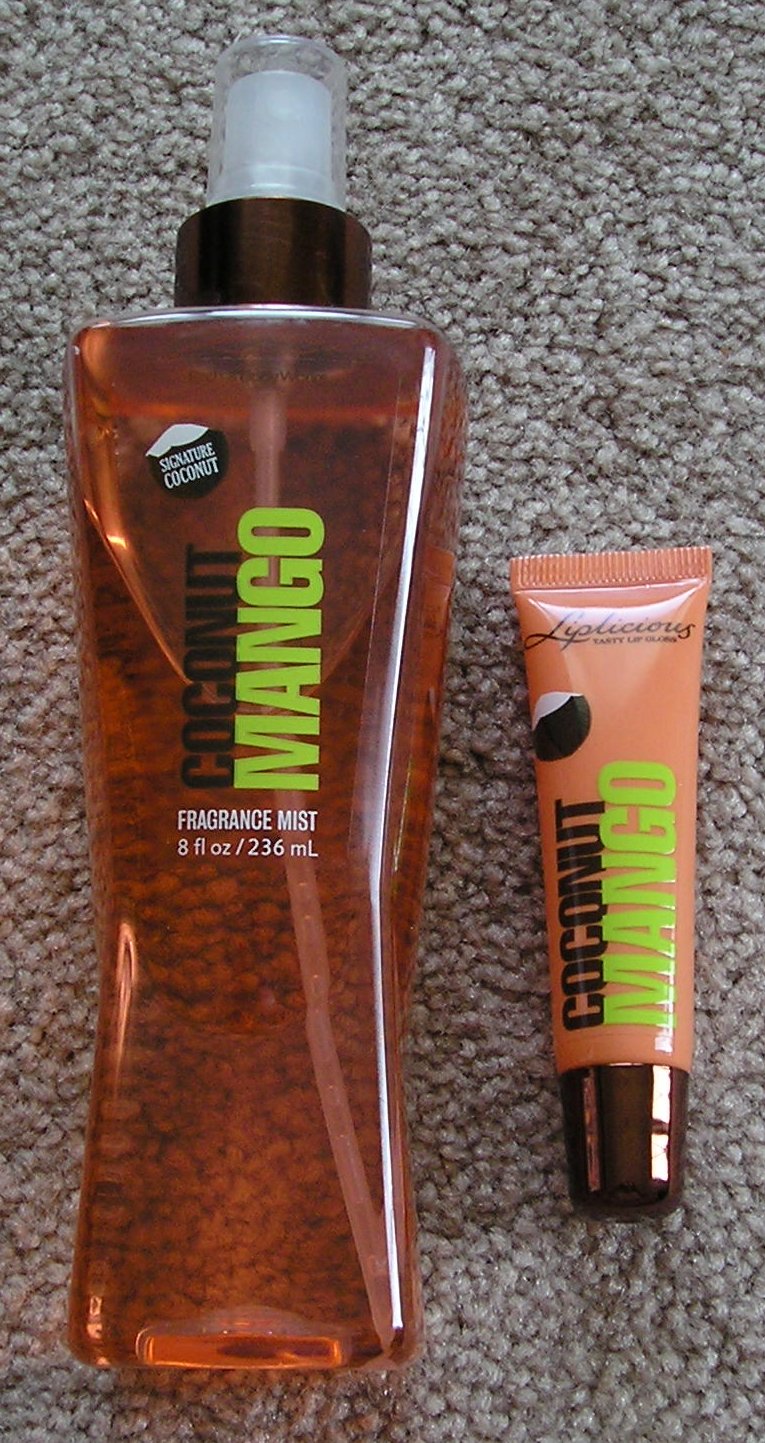 SIGNATURE
COCONUT
COCONUT
MANGO
FRAGRANCE MIST
8 fl oz / 236 mL
Liplicious
TASTY LIP GLOSS
COCONUT
MANGO